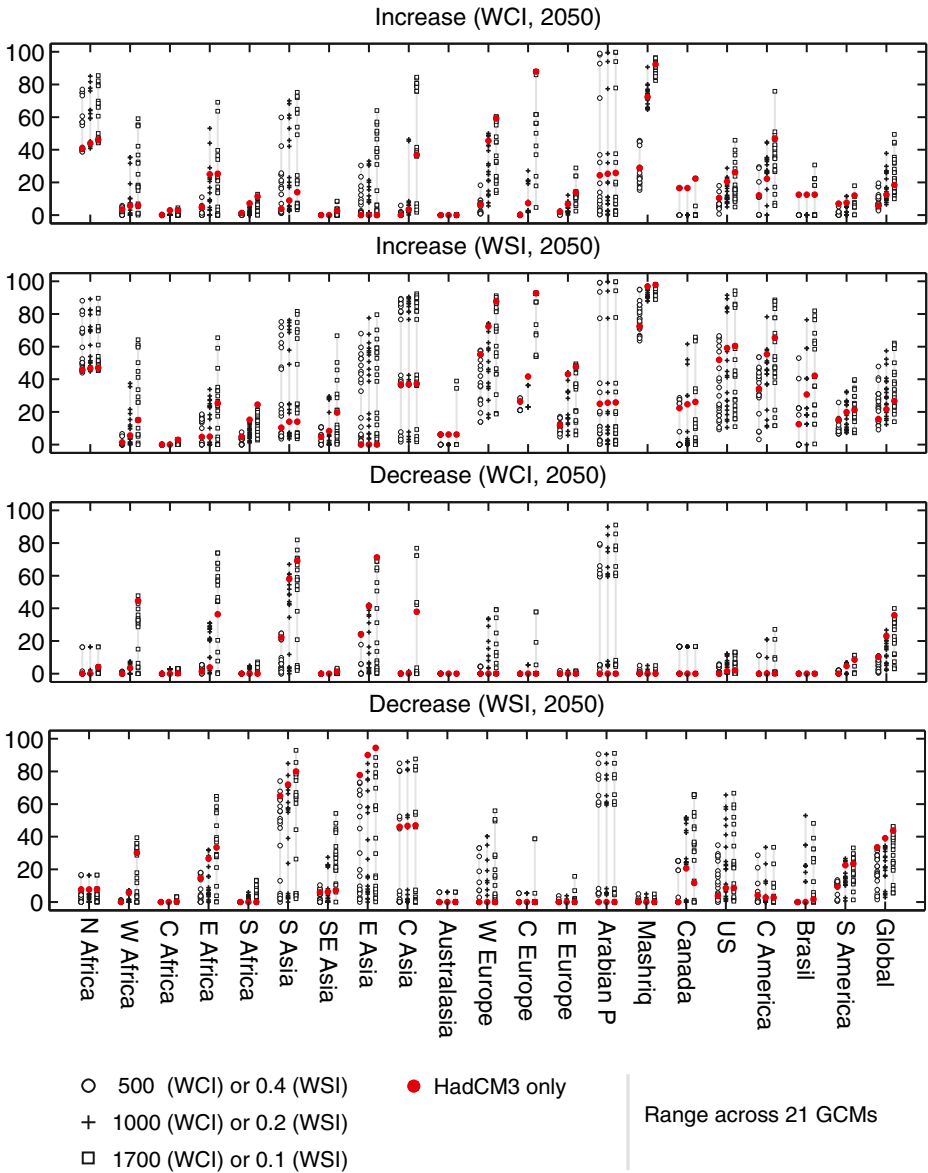 Increase (WCI, 2050)
100
80
60
40
20
0
Increase (WSI, 2050)
100
80
60
40
20
0
Decrease (WCI, 2050)
100
80
60
40
20
0
Decrease (WSI, 2050)
100
80
60
40
20
0
N Africa
W Africa
C Africa
E Africa
S Africa
S Asia
SE Asia
E Asia
C Asia
Australasia
W Europe
C Europe
E Europe
Arabian P
Mashriq
Canada
US
C America
Brasil
S America
Global
500 (WCI) or 0.4 (WSI)
HadCM3 only
1000 (WCI) or 0.2 (WSI)
Range across 21 GCMs
1700 (WCI) or 0.1 (WSI)